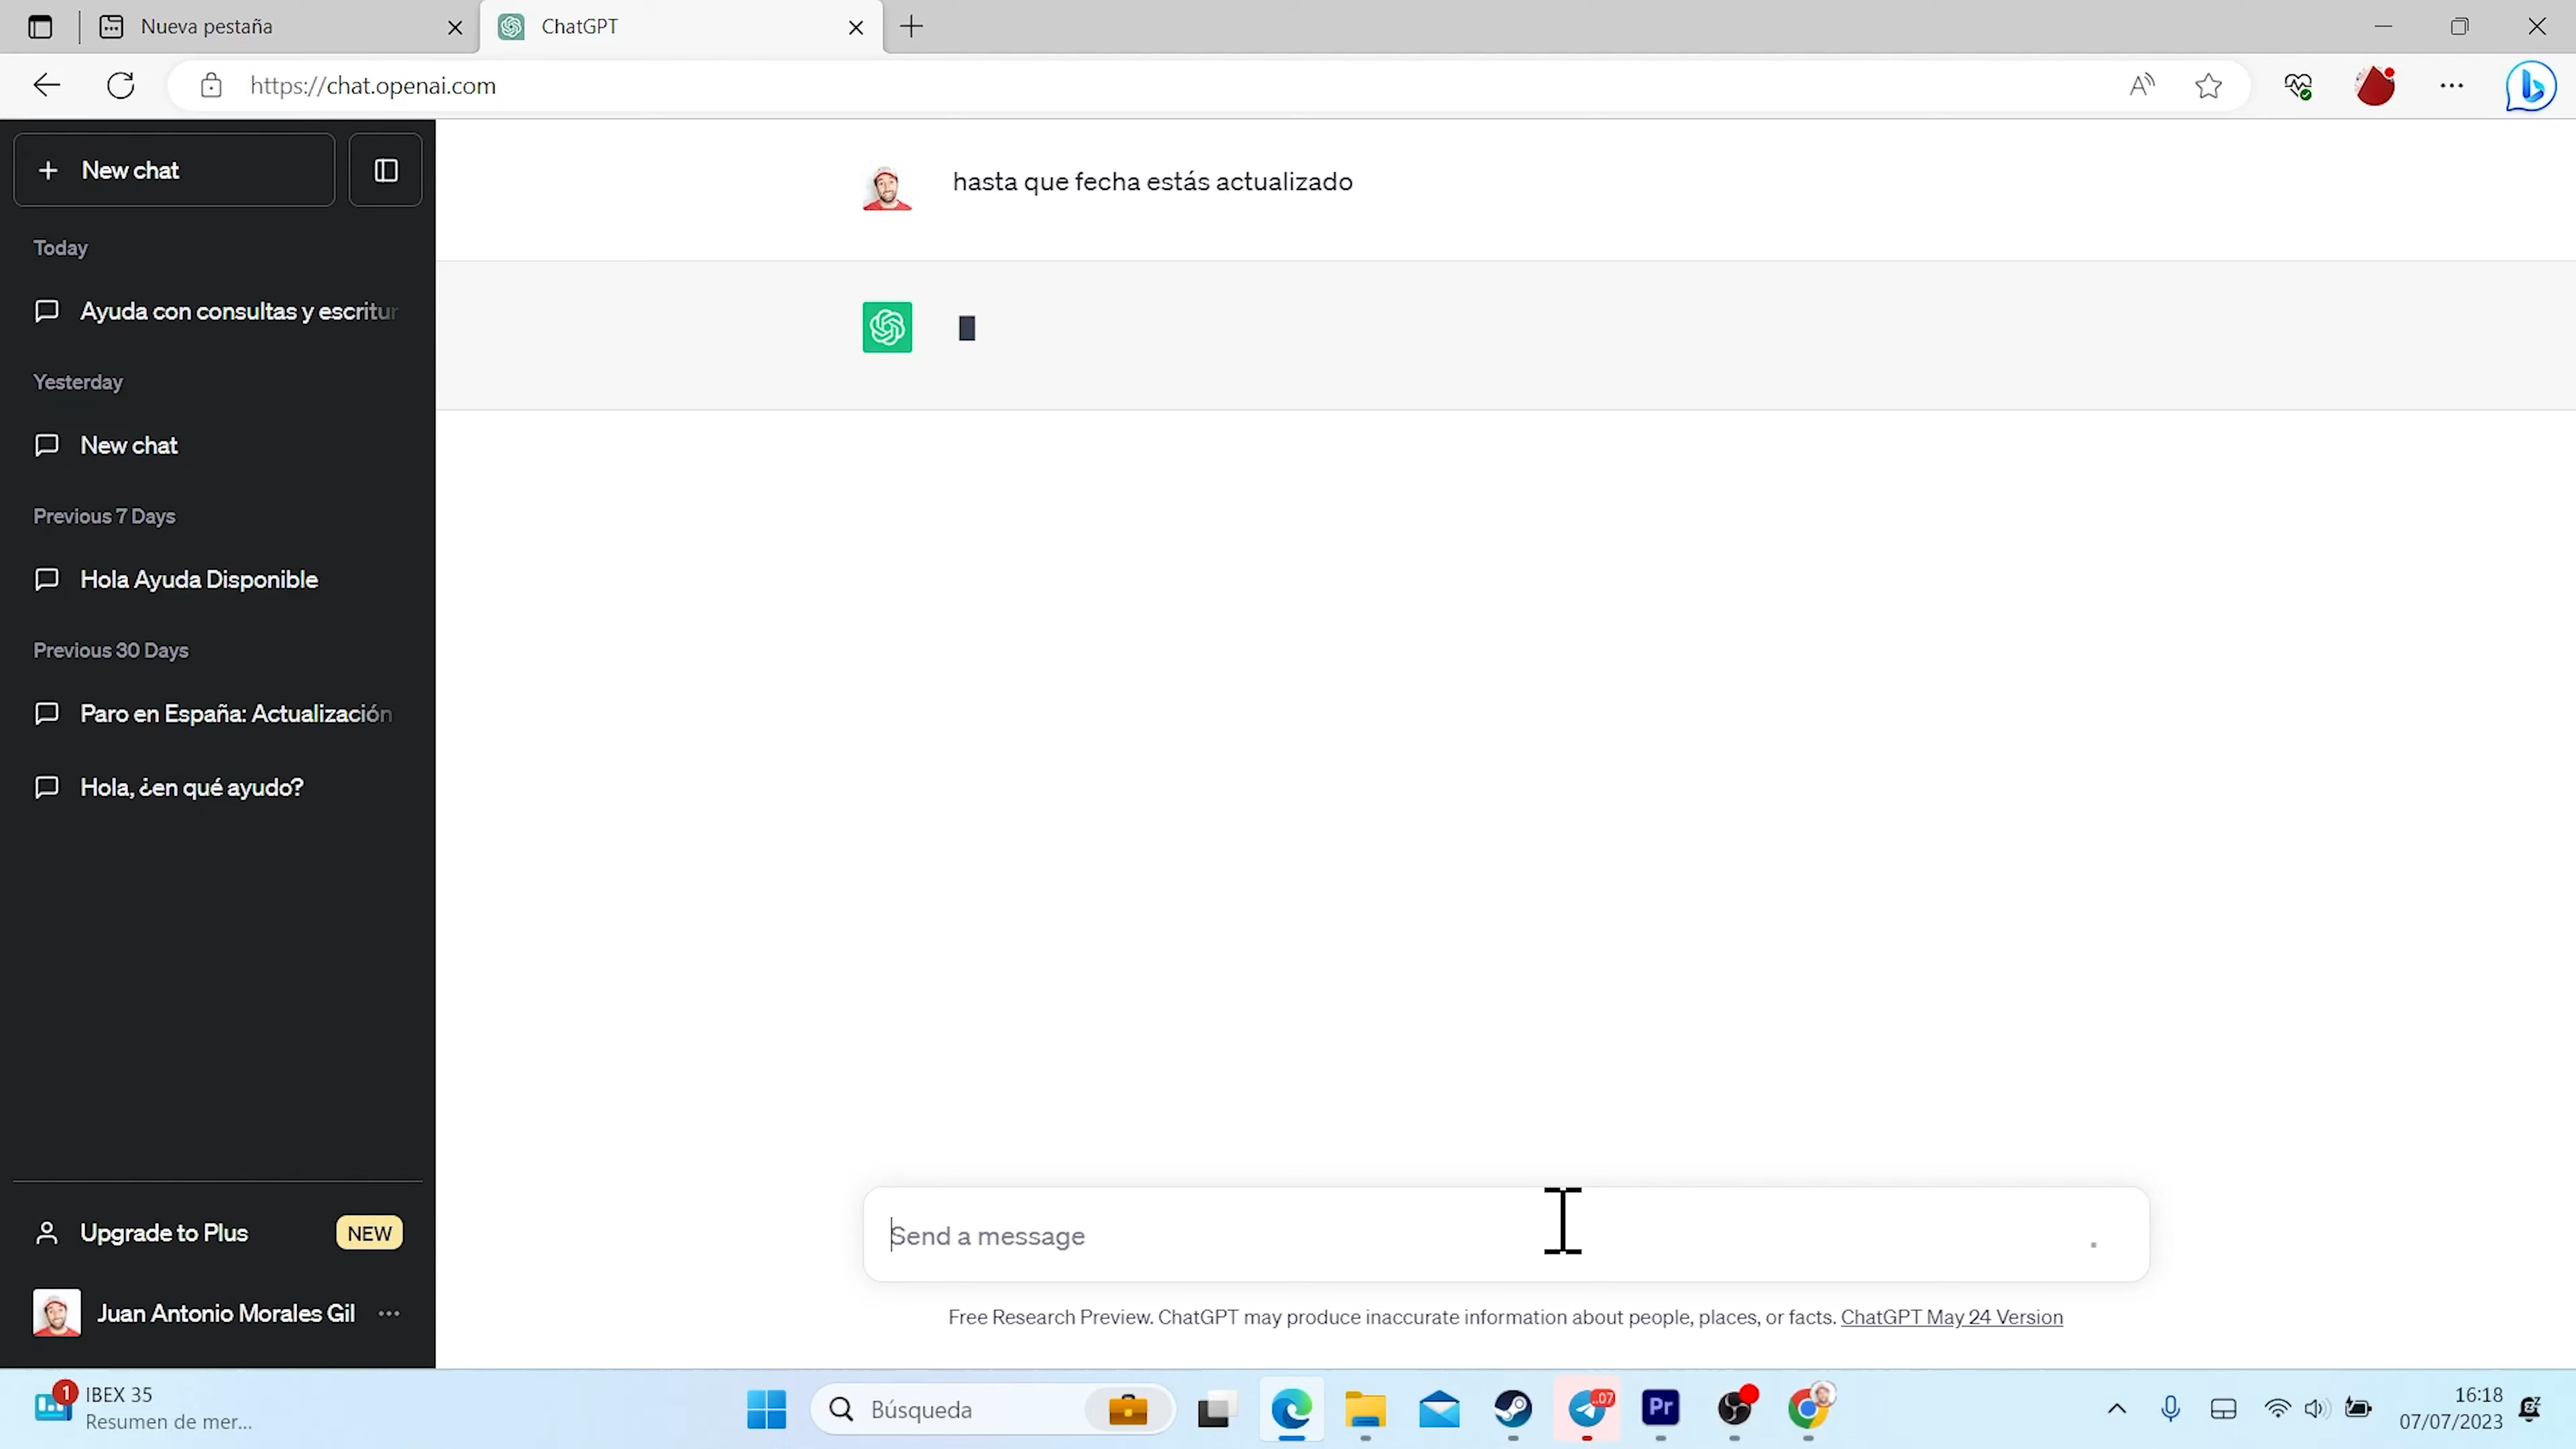 Nueva pestaña
ChatGPT
https://chat.openai.com
New chat
Today
Ayuda con consultas y escritur
Yesterday
New chat
Previous 7 Days
Hola Ayuda Disponible
Previous 30 Days
Paro en España: Actualización
Hola, ¿en qué ayudo?
Upgrade to Plus
NEW
Juan Antonio Morales Gil
hasta que fecha estás actualizado
Send a message
Free Research Preview. ChatGPT may produce inaccurate information about people, places, or facts. ChatGPT May 24 Version
1
IBEX 35
Resumen de mer...
Búsqueda
..07
Pr
16:18
07/07/2023